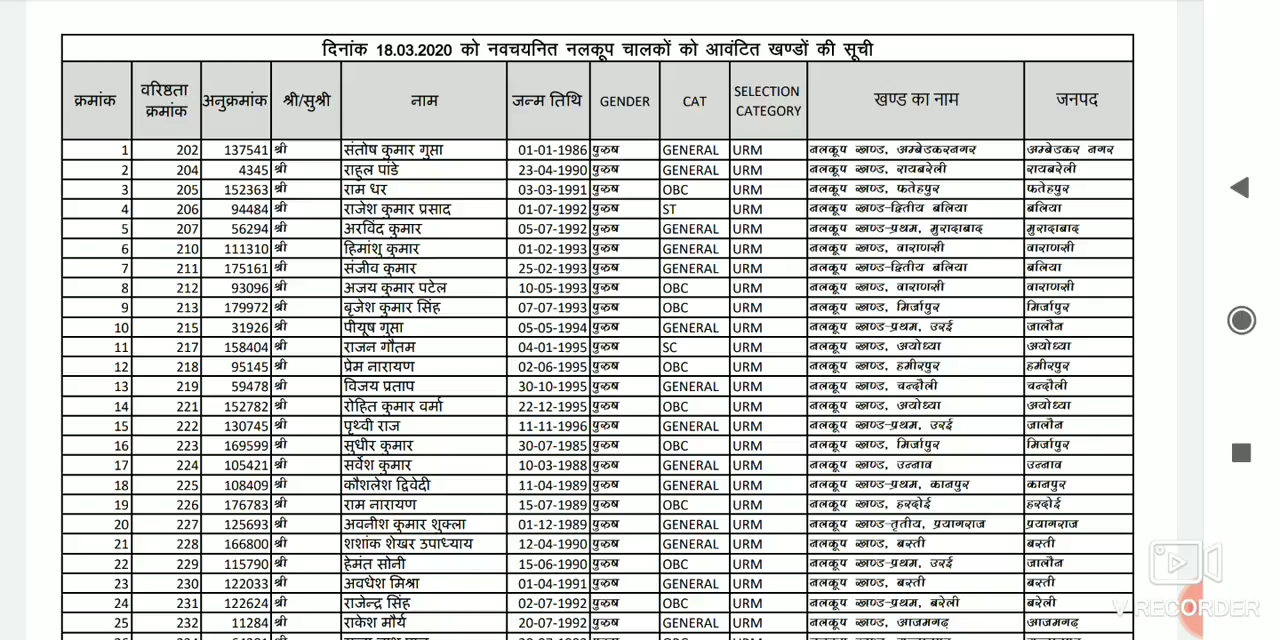 दिनांक 18.03.2020 को नवचयनित नलकूप चालकों को आवंटित खण्डों की सूची
क्रमांक वरिष्ठता क्रमांक अनुक्रमांक श्री/सुश्री नाम जन्म तिथि GENDER CAT SELECTION CATEGORY खण्ड का नाम जनपद
1 202 137541 श्री संतोष कुमार गुप्ता 01-01-1986 पुरुष GENERAL URM नलकूप खण्ड, अम्बेडकरनगर अम्बेडकर नगर
2 204 4345 श्री राहुल पांडे 23-04-1990 पुरुष GENERAL URM नलकूप खण्ड, रायबरेली रायबरेली
3 205 152363 श्री राम धर 03-03-1991 पुरुष OBC URM नलकूप खण्ड, फतेहपुर फतेहपुर
4 206 94484 श्री राजेश कुमार प्रसाद 01-07-1992 पुरुष ST URM नलकूप खण्ड-द्वितीय बलिया बलिया
5 207 56294 श्री अरविंद कुमार 05-07-1992 पुरुष GENERAL URM नलकूप खण्ड-प्रथम, मुरादाबाद मुरादाबाद
6 210 111310 श्री हिमांशु कुमार 01-02-1993 पुरुष GENERAL URM नलकूप खण्ड, वाराणसी वाराणसी
7 211 175161 श्री संजीव कुमार 25-02-1993 पुरुष GENERAL URM नलकूप खण्ड-द्वितीय बलिया बलिया
8 212 93096 श्री अजय कुमार पटेल 10-05-1993 पुरुष OBC URM नलकूप खण्ड, वाराणसी वाराणसी
9 213 179972 श्री बृजेश कुमार सिंह 07-07-1993 पुरुष OBC URM नलकूप खण्ड, मिर्जापुर मिर्जापुर
10 215 31926 श्री पीयूष गुप्ता 05-05-1994 पुरुष GENERAL URM नलकूप खण्ड-प्रथम, उरई जालौन
11 217 158404 श्री राजन गौतम 04-01-1995 पुरुष SC URM नलकूप खण्ड, अयोध्या अयोध्या
12 218 95145 श्री प्रेम नारायण 02-06-1995 पुरुष OBC URM नलकूप खण्ड, हमीरपुर हमीरपुर
13 219 59478 श्री विजय प्रताप 30-10-1995 पुरुष GENERAL URM नलकूप खण्ड, चन्दौली चन्दौली
14 221 152782 श्री रोहित कुमार वर्मा 22-12-1995 पुरुष OBC URM नलकूप खण्ड, अयोध्या अयोध्या
15 222 130745 श्री पृथ्वी राज 11-11-1996 पुरुष GENERAL URM नलकूप खण्ड-प्रथम, उरई जालौन
16 223 169599 श्री सुधीर कुमार 30-07-1985 पुरुष OBC URM नलकूप खण्ड, मिर्जापुर मिर्जापुर
17 224 105421 श्री सर्वेश कुमार 10-03-1988 पुरुष GENERAL URM नलकूप खण्ड, उन्नाव उन्नाव
18 225 108409 श्री कौशलेश द्विवेदी 11-04-1989 पुरुष GENERAL URM नलकूप खण्ड-प्रथम, कानपुर कानपुर
19 226 176783 श्री राम नारायण 15-07-1989 पुरुष OBC URM नलकूप खण्ड, हरदोई हरदोई
20 227 125693 श्री अवनीश कुमार शुक्ला 01-12-1989 पुरुष GENERAL URM नलकूप खण्ड-तृतीय, प्रयागराज प्रयागराज
21 228 166800 श्री शशांक शेखर उपाध्याय 12-04-1990 पुरुष GENERAL URM नलकूप खण्ड, बस्ती बस्ती
22 229 115790 श्री हेमंत सोनी 15-06-1990 पुरुष OBC URM नलकूप खण्ड-प्रथम, उरई जालौन
23 230 122033 श्री अवधेश मिश्रा 01-04-1991 पुरुष GENERAL URM नलकूप खण्ड, बस्ती बस्ती
24 231 122624 श्री राजेन्द्र सिंह 02-07-1992 पुरुष OBC URM नलकूप खण्ड-प्रथम, बरेली बरेली
25 232 11284 श्री राकेश मौर्य 20-07-1992 पुरुष GENERAL URM नलकूप खण्ड, आजमगढ़ आजमगढ़
V RECORDER